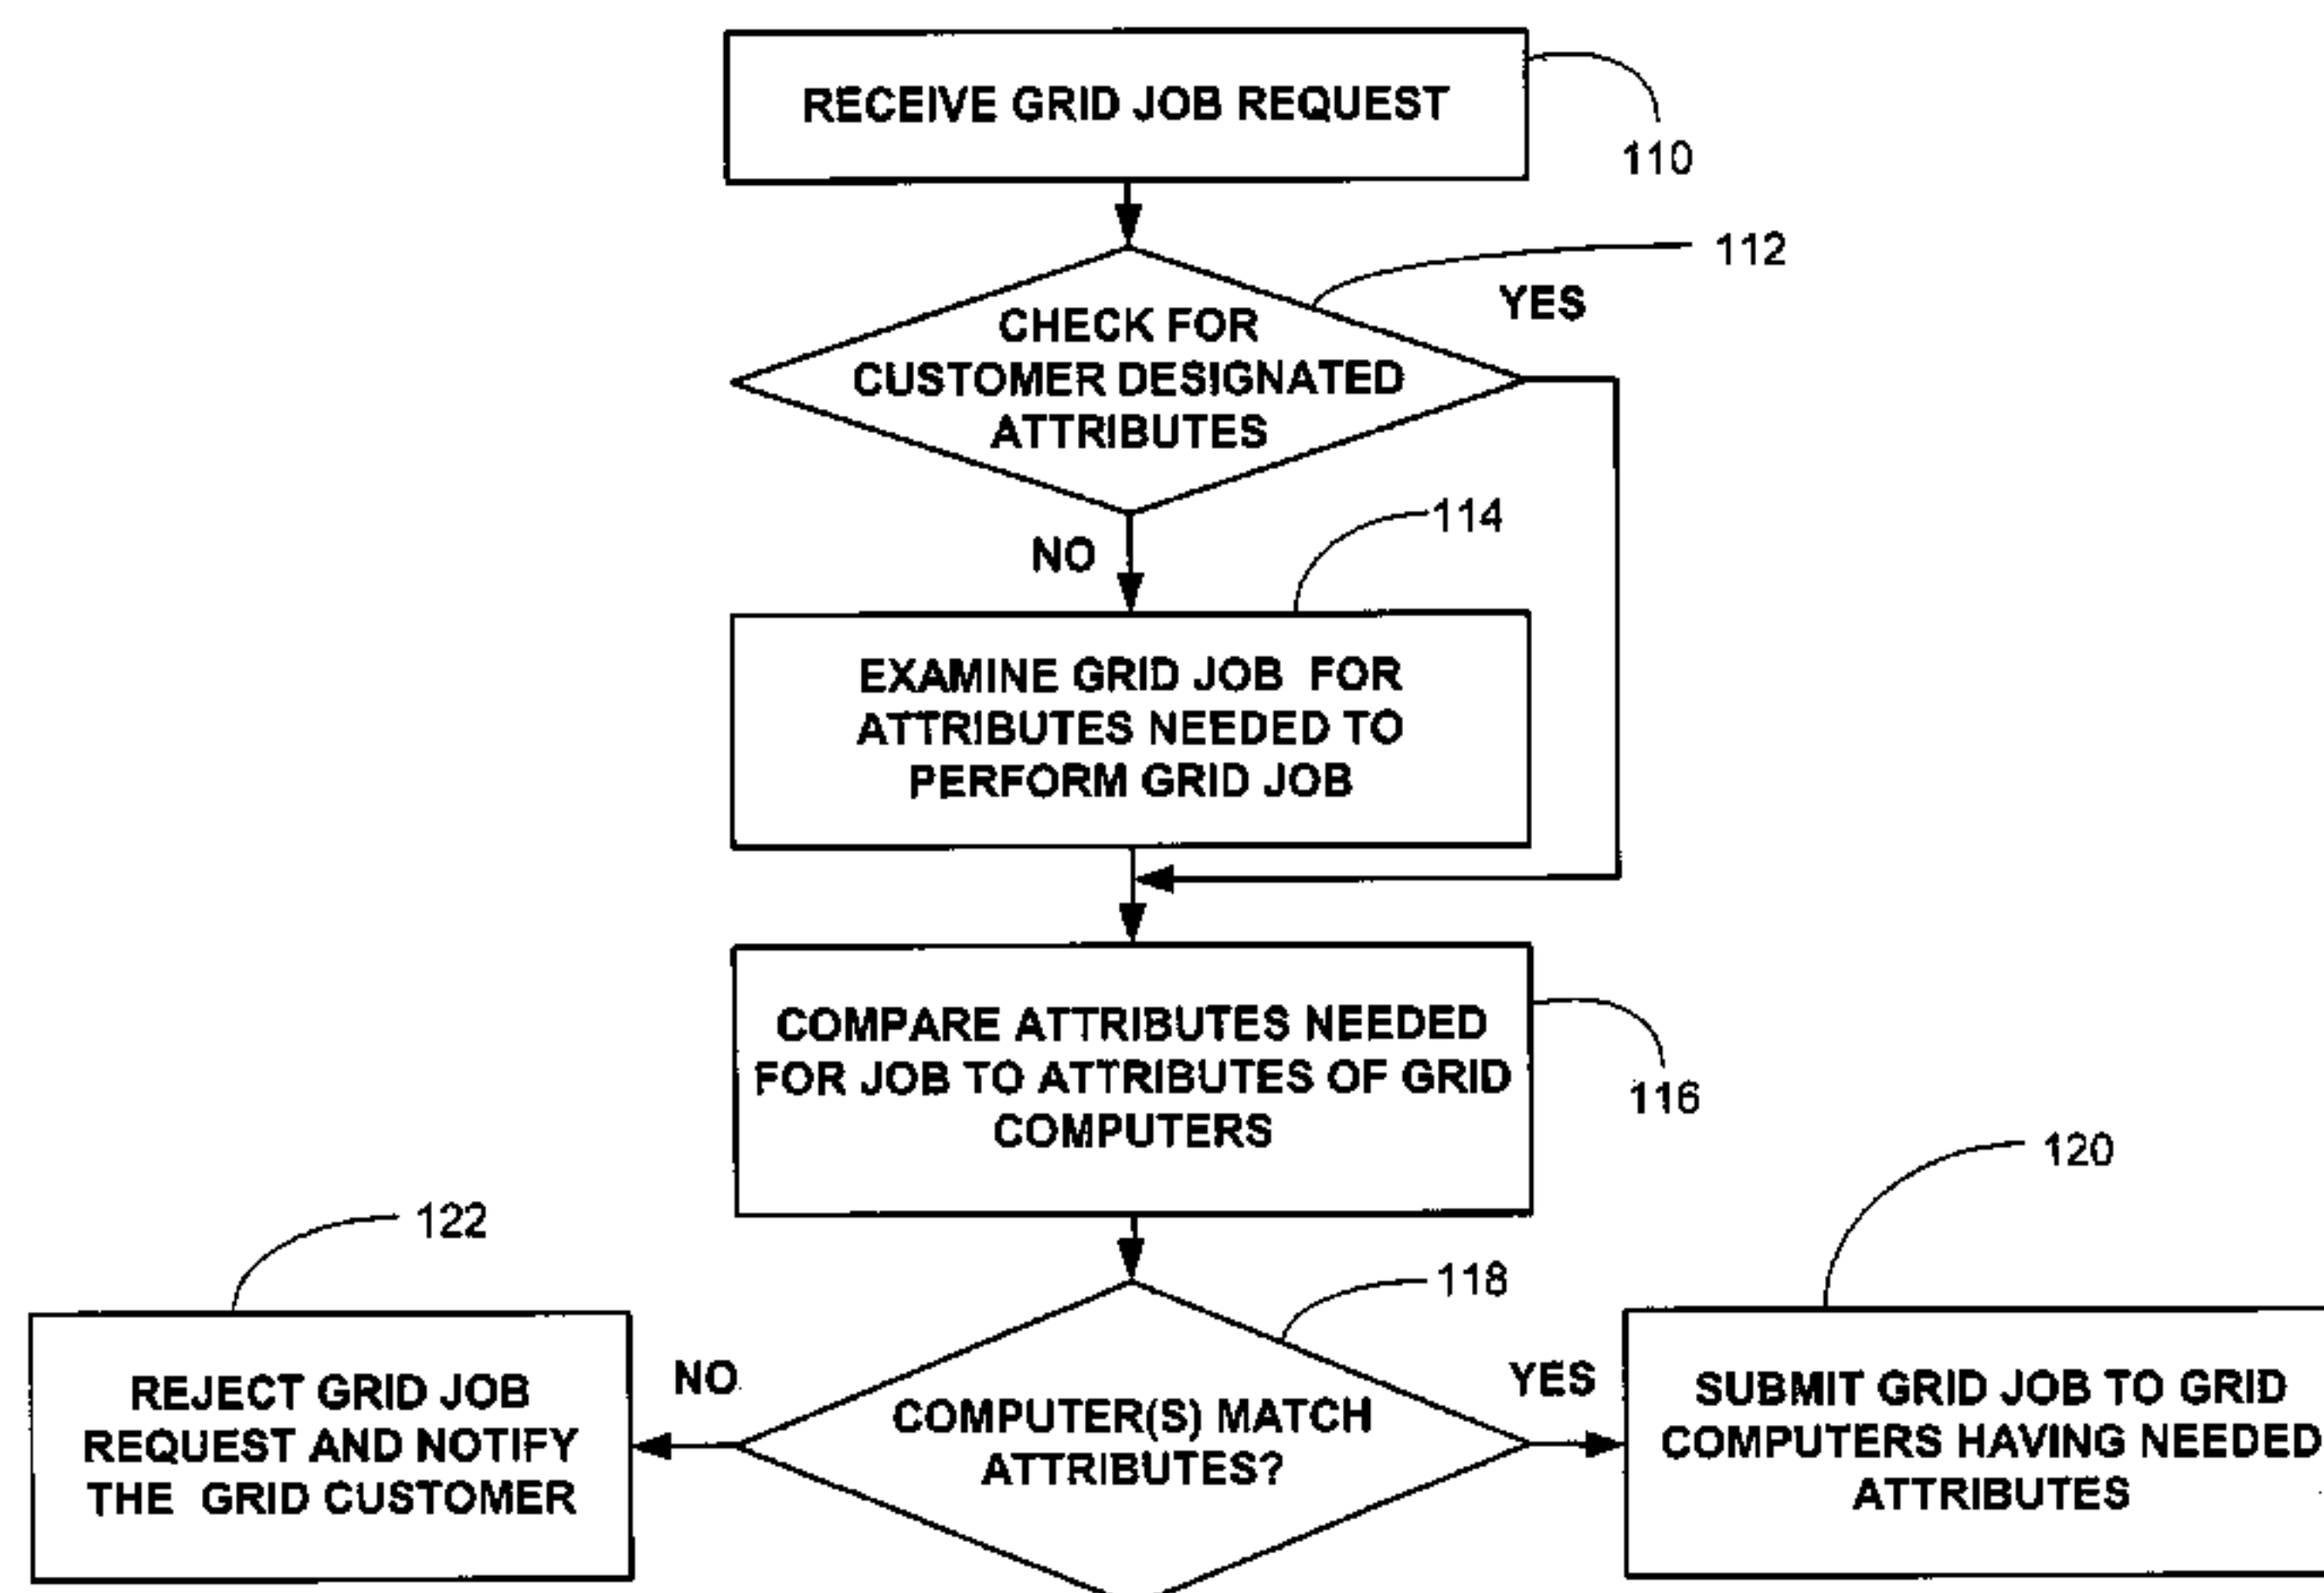 RECEIVE GRID JOB REQUEST
110
112
YES
CHECK FOR
CUSTOMER DESIGNATED
ATTRIBUTES
114
NO
EXAMINE GRID JOB FOR
ATTRIBUTES NEEDED TO
PERFORM GRID JOB
COMPARE ATTRIBUTES NEEDED
FOR JOB TO ATTRIBUTES OF GRID
COMPUTERS
116
120
122
118
NO
YES
REJECT GRID JOB
REQUEST AND NOTIFY
THE GRID CUSTOMER
COMPUTER(S) MATCH
ATTRIBUTES?
SUBMIT GRID JOB TO GRID
COMPUTERS HAVING NEEDED
ATTRIBUTES